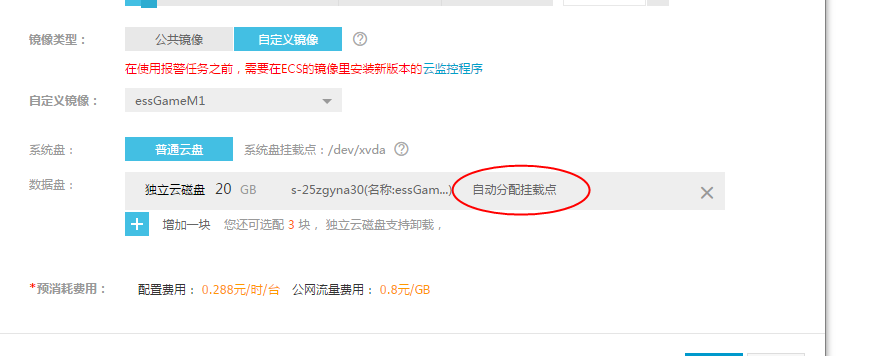 镜像类型： 公共镜像 自定义镜像
在使用报警任务之前，需要在ECS的镜像里安装新版本的云监控程序
自定义镜像： essGameM1
系统盘： 普通云盘 系统盘挂载点：/dev/xvda
数据盘： 独立云磁盘 20 GB s-25zgyna30(名称:essGam...) 自动分配挂载点
增加一块 您还可选配 3 块， 独立云磁盘支持卸载，
*预消耗费用： 配置费用： 0.288元/时/台 公网流量费用： 0.8元/GB